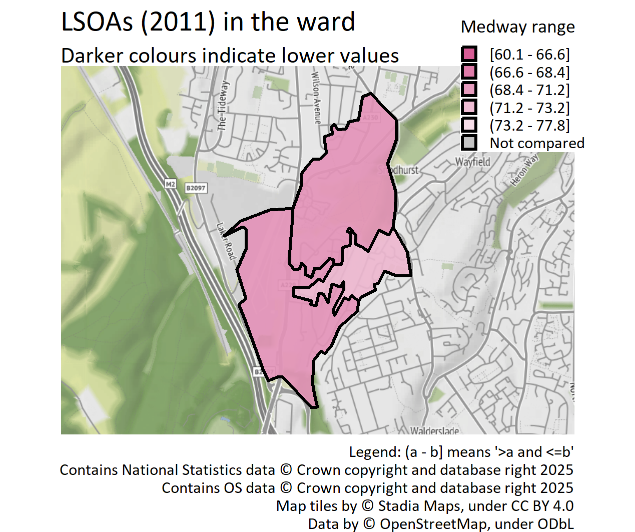 LSOAs (2011) in the ward
Darker colours indicate lower values
Medway range
[60.1 - 66.6]
(66.6 - 68.4]
(68.4 - 71.2]
(71.2 - 73.2]
(73.2 - 77.8]
Not compared
The Tideway
Wilson Avenue
dhurst
Wayfield
Heron Way
M2
B2097
Laker Road
B2
Walderslade
Legend: (a - b] means '>a and <=b'
Contains National Statistics data © Crown copyright and database right 2025
Contains OS data © Crown copyright and database right 2025
Map tiles by © Stadia Maps, under CC BY 4.0
Data by © OpenStreetMap, under ODbL